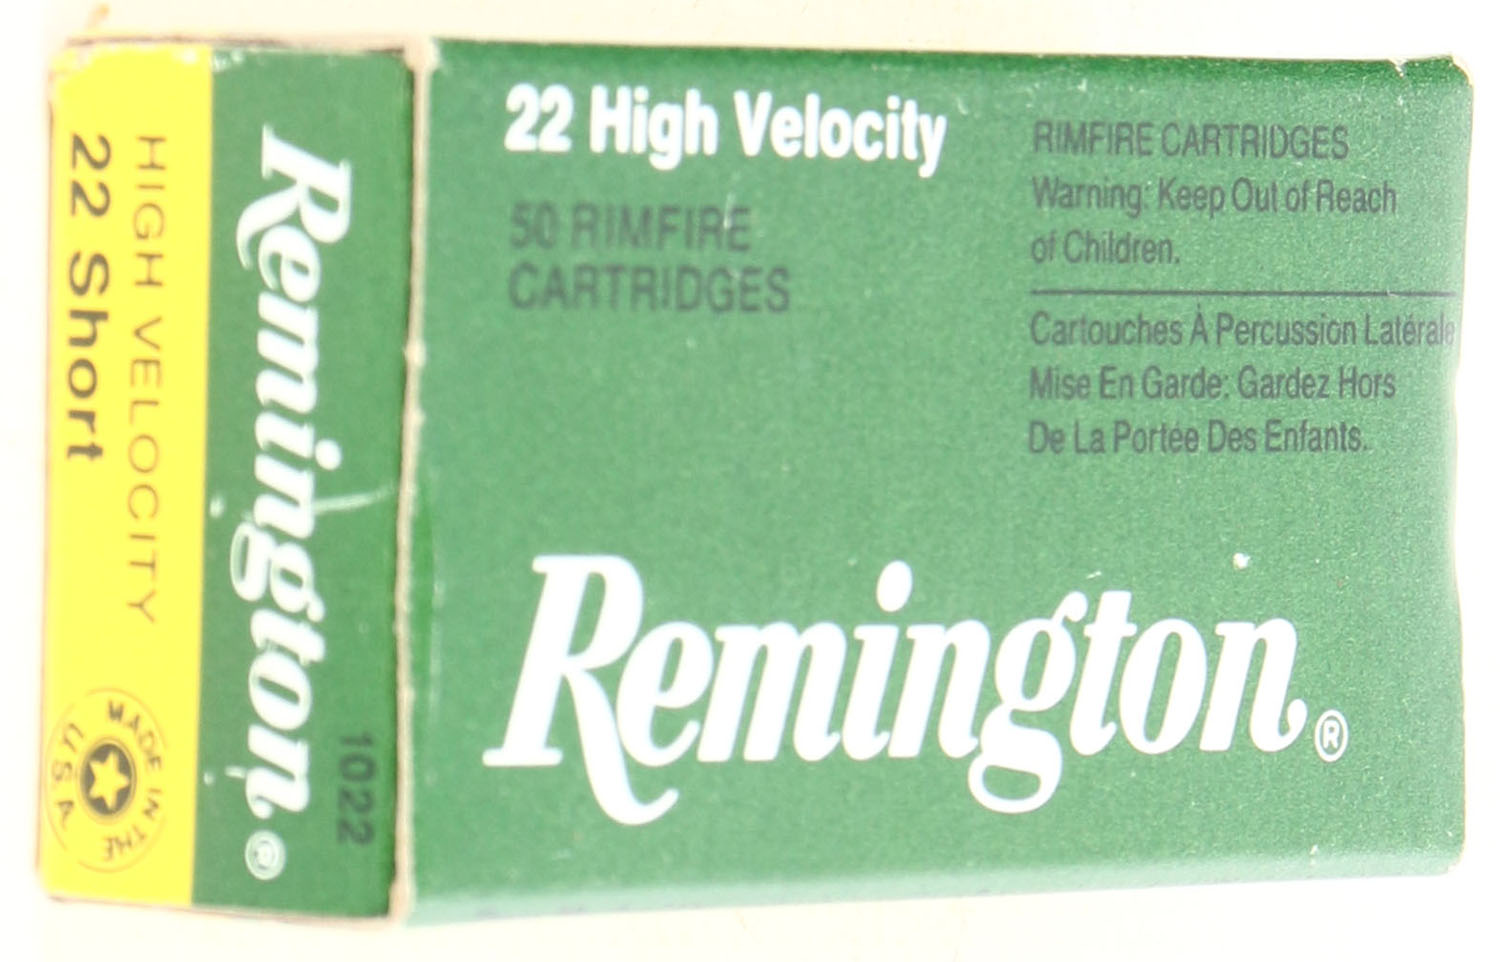 22 High Velocity
50 RIMFIRE
CARTRIDGES
RIMFIRE CARTRIDGES
Warning: Keep Out of Reach
of Children.
Cartouches À Percussion Latérale
Mise En Garde: Gardez Hors
De La Portée Des Enfants.
Remington®
HIGH VELOCITY
22 Short
Remington®
1022
MADE IN THE
U.S.A.